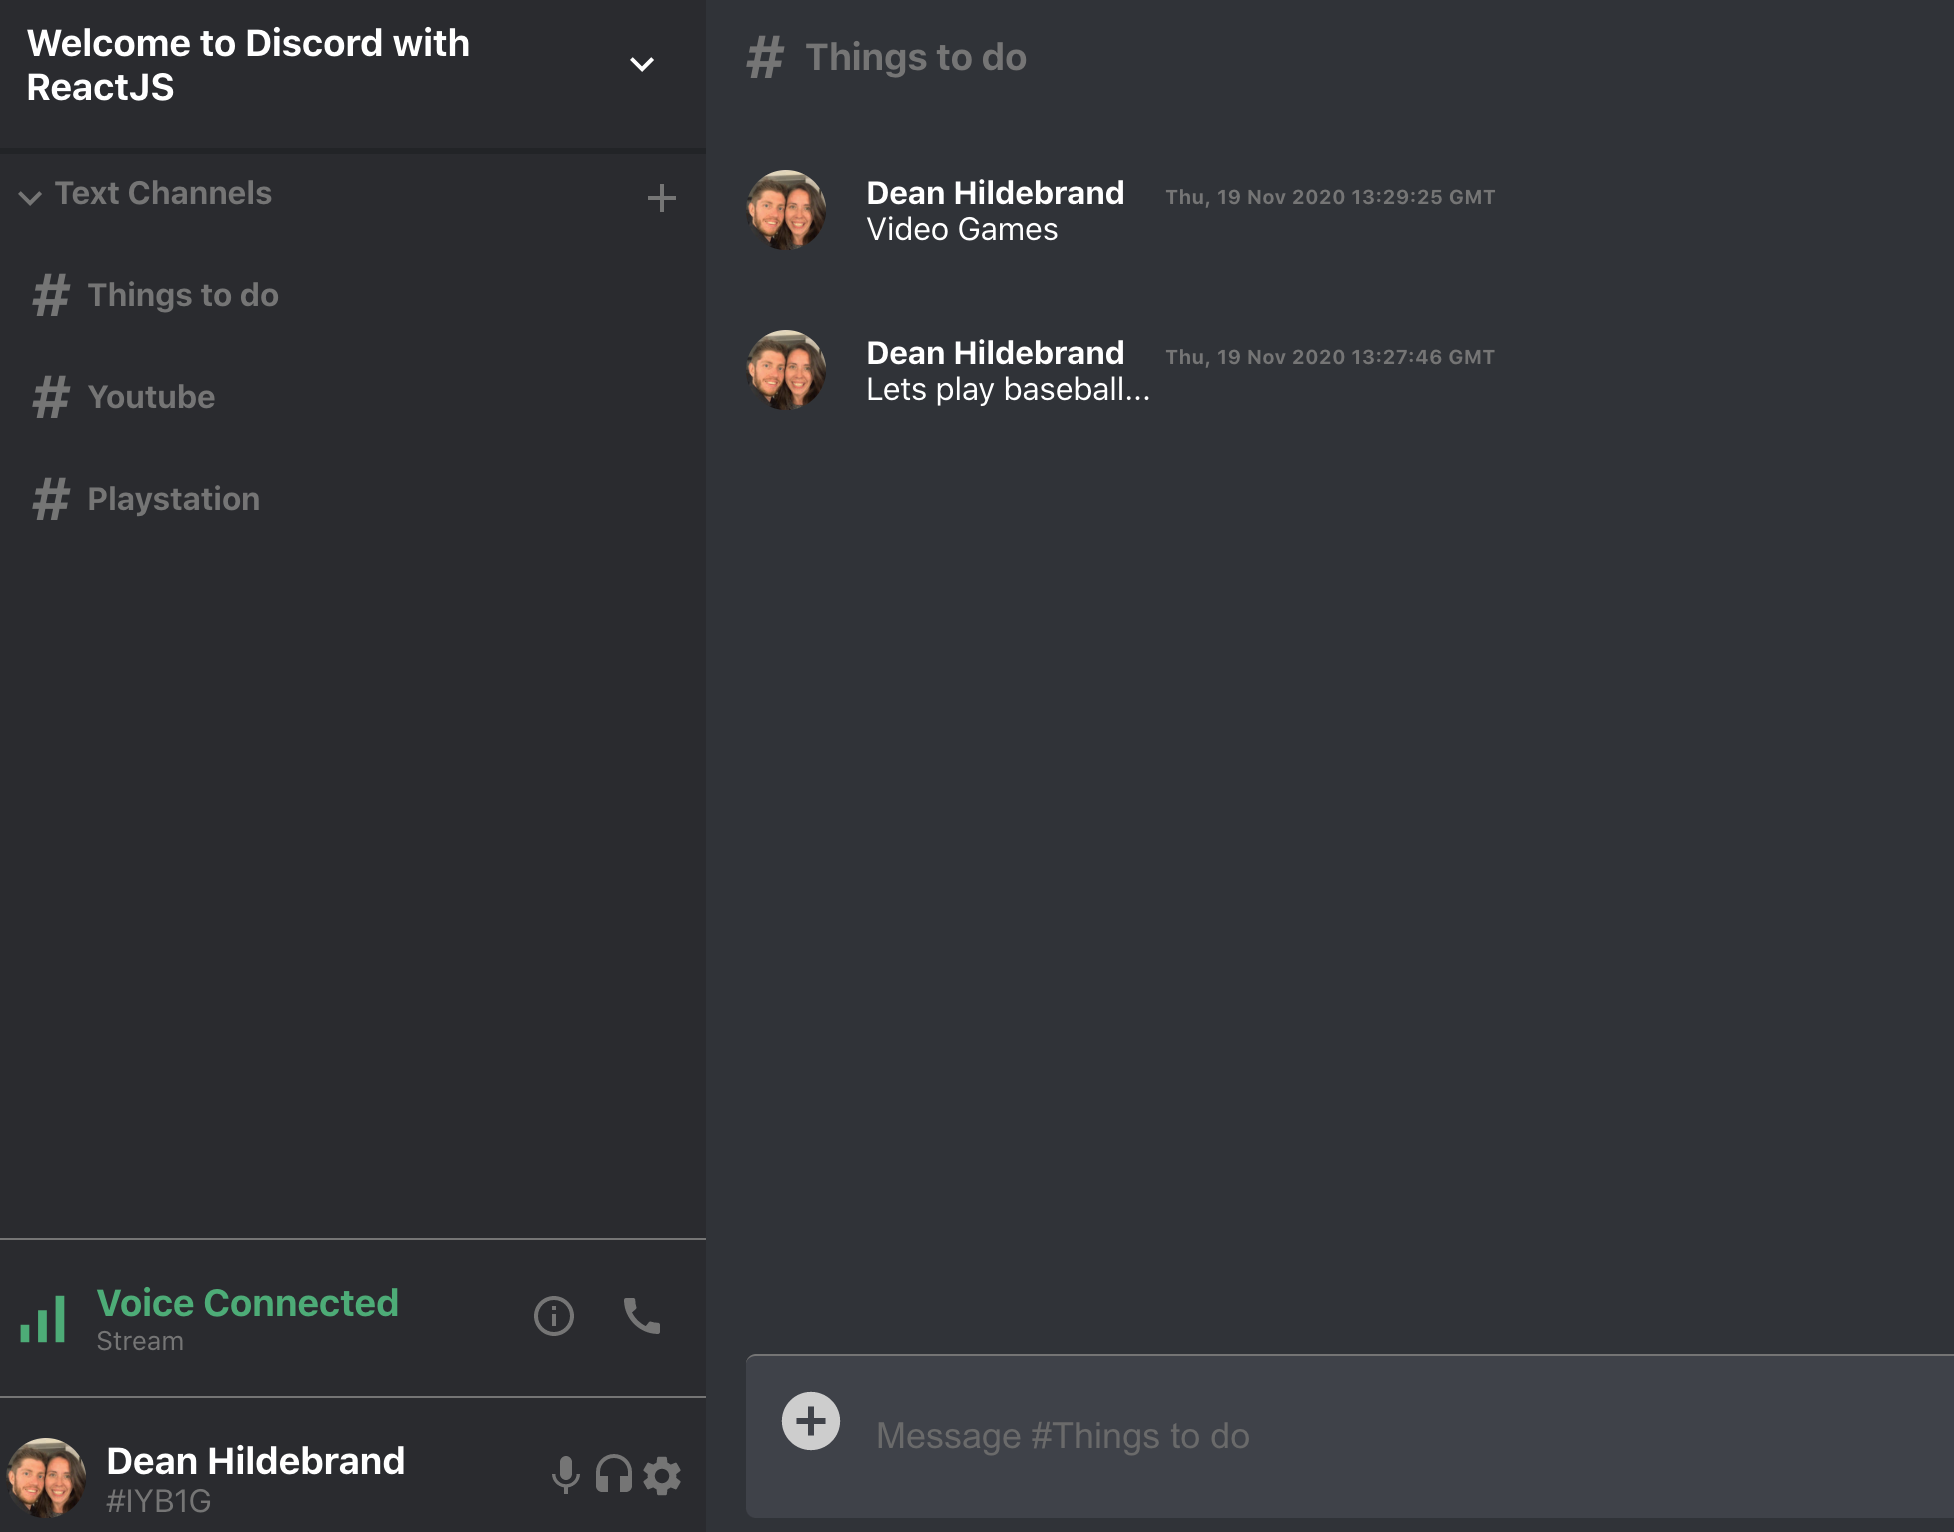 Welcome to Discord with
ReactJS
Text Channels
# Things to do
# Youtube
# Playstation
Voice Connected
Stream
Dean Hildebrand
#IYB1G
# Things to do
Dean Hildebrand Thu, 19 Nov 2020 13:29:25 GMT
Video Games
Dean Hildebrand Thu, 19 Nov 2020 13:27:46 GMT
Lets play baseball...
Message #Things to do